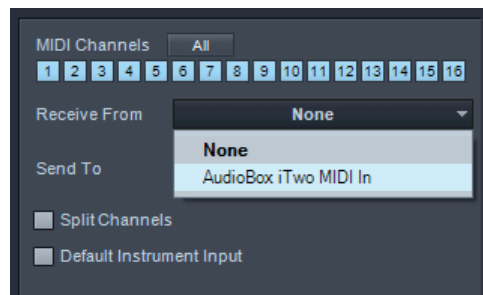 MIDI Channels All
1 2 3 4 5 6 7 8 9 10 11 12 13 14 15 16
Receive From None
None
Send To
AudioBox iTwo MIDI In
Split Channels
Default Instrument Input